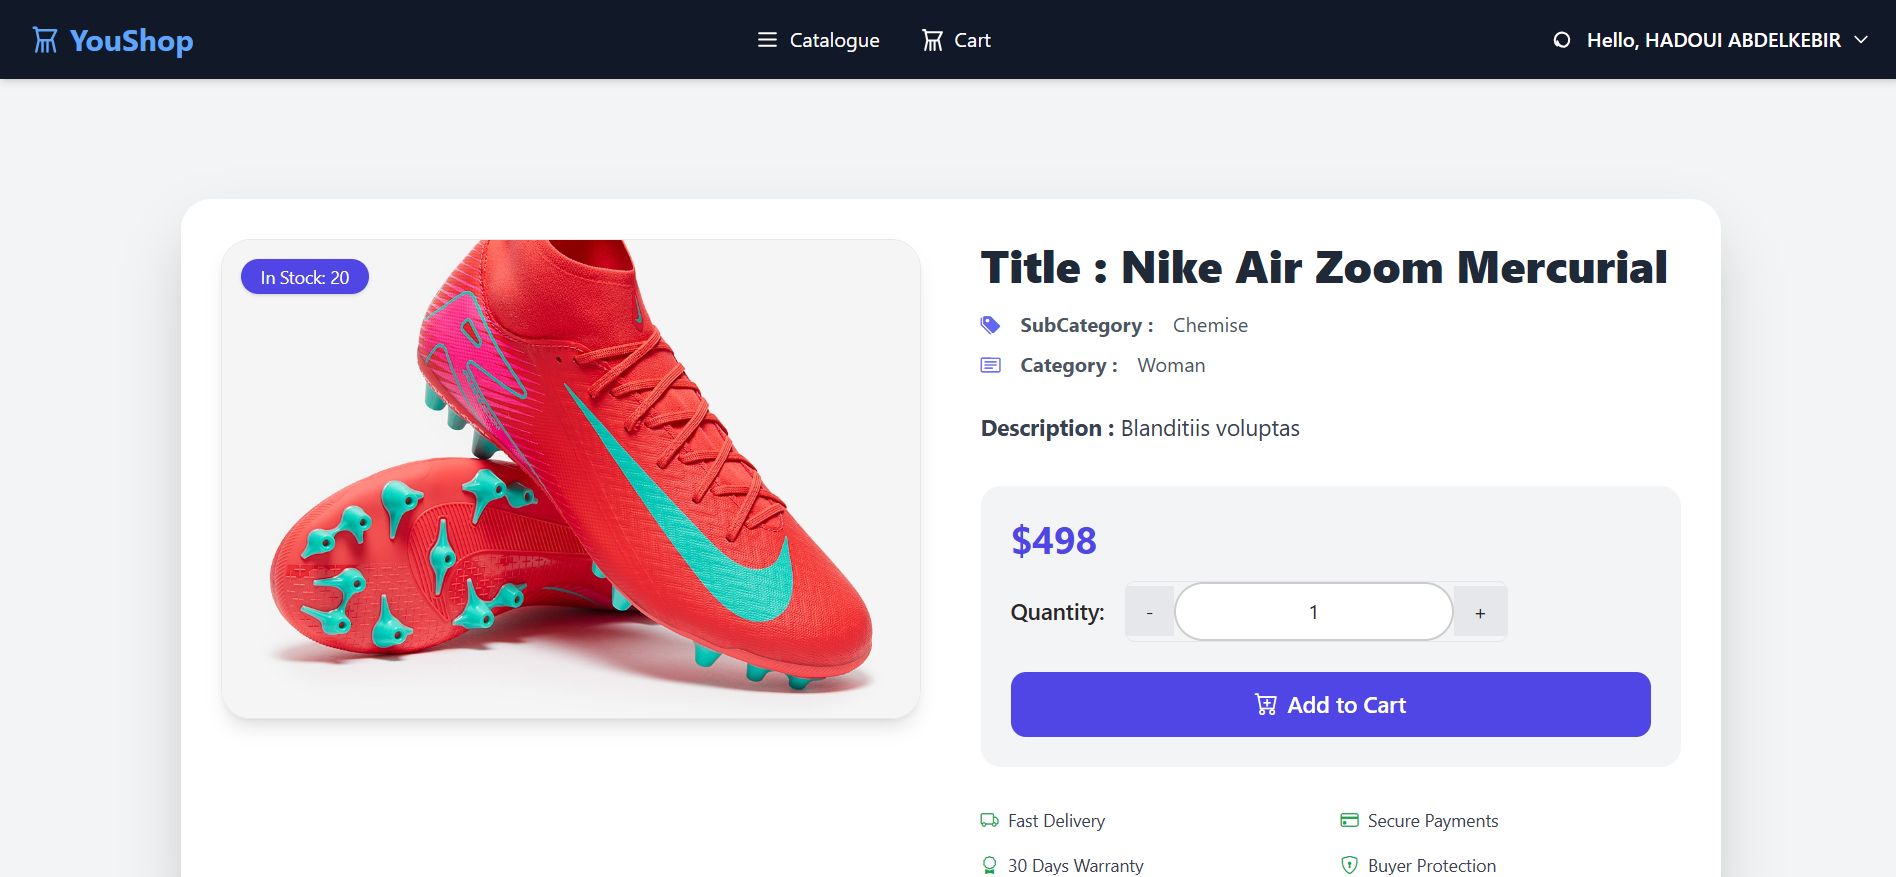 YouShop
Catalogue
Cart
Hello, HADOUI ABDELKEBIR
In Stock: 20
Title : Nike Air Zoom Mercurial
SubCategory : Chemise
Category : Woman
Description : Blanditiis voluptas
$498
Quantity: - 1 +
Add to Cart
Fast Delivery
Secure Payments
30 Days Warranty
Buyer Protection